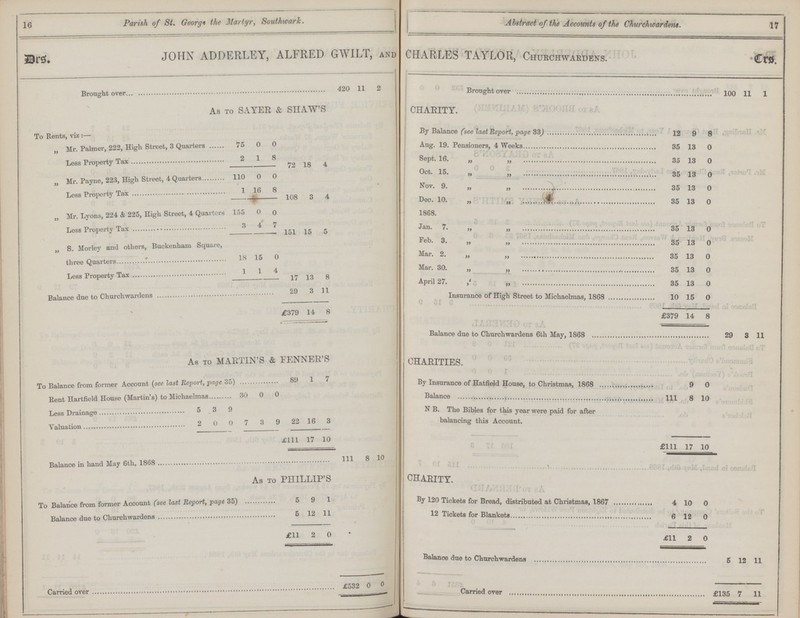 16 Parish of St. George the Martyr, Southwark.
Drs. JOHN ADDERLEY, ALFRED GWILT, AND
Brought over... 420 11 2
As to SAYER & SHAW'S
To Rents, viz:—
„ Mr. Palmer, 222, High Street, 3 Quarters ...... 75 0 0
Less Property Tax ...... 2 1 8
72 18 4
„ Mr. Payne, 223, High Street, 4 Quarters......... 110 0 0
Less Property Tax ...... 1 16 8
108 3 4
„ Mr. Lyons, 224 & 225, High Street, 4 Quarters 155 0 0
Less Property Tax ...... 3 4 7
151 15 5
„ S. Morley and others, Buckenham Square,
three Quarters...... 18 15 0
Less Property Tax ...... 1 1 4
17 13 8
Balance due to Churchwardens ...... 29 3 11
£379 14 8
As to MARTIN'S & FENNER'S
To Balance from former Account (see last Report, page 35) ...... 89 1 7
Rent Hartfield House (Martin's) to Michaelmas......... 30 0 0
Less Drainage ...... 5 3 9
Valuation ...... 2 0 0 7 3 9 22 16 3
£111 17 10
Balance in hand May 6th, 1868 ...... 111 8 10
As to PHILLIP'S
To Balance from former Account (see last Report, page 35) ...... 5 9 1
Balance due to Churchwardens ...... 5 12 11
£11 2 0
Carried over ...... £532 0 0
Abstract of the Accounts of the Churchwardens. 17
CHARLES TAYLOR, Churchwardens. Crs.
Brought over ...... 100 11 1
CHARITY.
By Balance (see last Report, page 33) ...... 12 9 8
Aug. 19. Pensioners, 4 Weeks...... 35 13 0
Sept. 16. „ „ ...... 35 13 0
Oct. 15. „ „ ...... 35 13 0
Nov. 9. „ „ ...... 35 13 0
Dec. 10. „ „ ...... 35 13 0
1868.
Jan. 7. „ „ ...... 35 13 0
Feb. 3. „ „ ...... 35 13 0
Mar. 2. „ „ ...... 35 13 0
Mar. 30. „ „ ...... 35 13 0
April 27. „ „ ...... 35 13 0
Insurance of High Street to Michaelmas, 1868 ...... 10 15 0
£379 14 8
Balance due to Churchwardens 6th May, 1868 ...... 29 3 11
CHARITIES.
By Insurance of Hatfield House, to Christmas, 1868 ...... 9 0
Balance ...... 111 8 10
N B. The Bibles for this year were paid for after
balancing this Account.
£111 17 10
CHARITY.
By 120 Tickets for Bread, distributed at Christmas, 1867 ...... 4 10 0
12 Tickets for Blankets...... 6 12 0
£11 2 0
Balance due to Churchwardens ...... 5 12 11
Carried over ...... £135 7 11